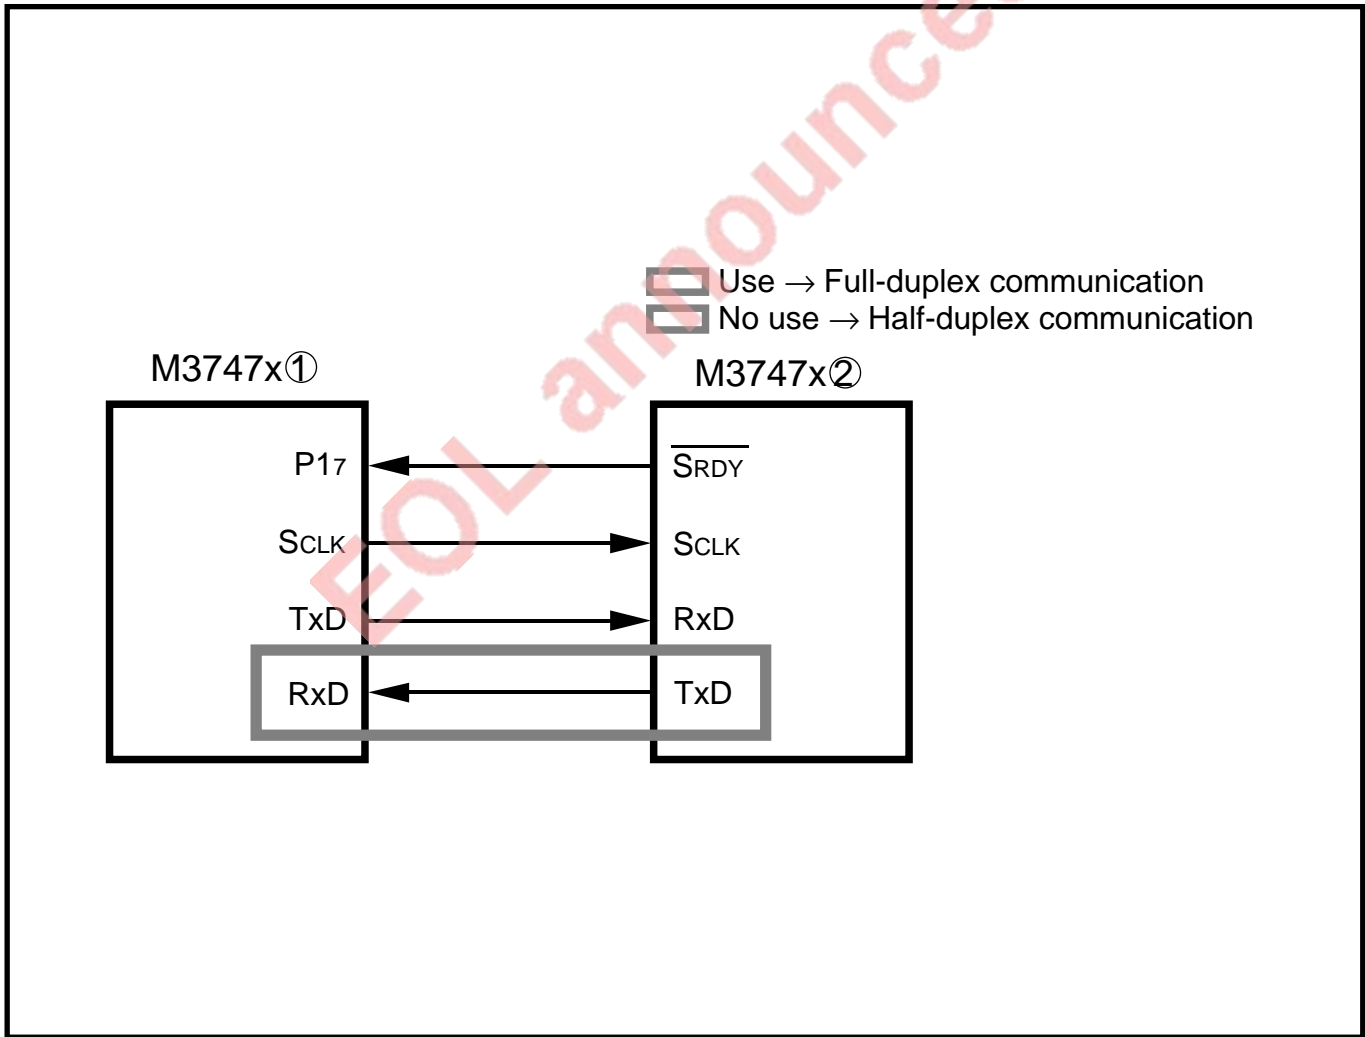 EOL announced
Use → Full-duplex communication
No use → Half-duplex communication
M3747x①
M3747x②
P17
SRDY
SCLK
SCLK
TxD
RxD
RxD
TxD